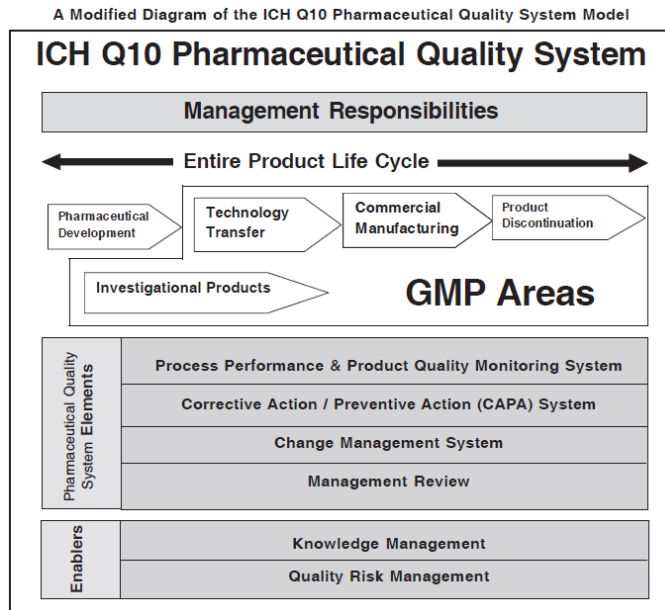 A Modified Diagram of the ICH Q10 Pharmaceutical Quality System Model
ICH Q10 Pharmaceutical Quality System
Management Responsibilities
Entire Product Life Cycle
Pharmaceutical
Development
Technology
Transfer
Commercial
Manufacturing
Product
Discontinuation
Investigational Products
GMP Areas
Pharmaceutical Quality
System Elements
Process Performance & Product Quality Monitoring System
Corrective Action / Preventive Action (CAPA) System
Change Management System
Management Review
Enablers
Knowledge Management
Quality Risk Management